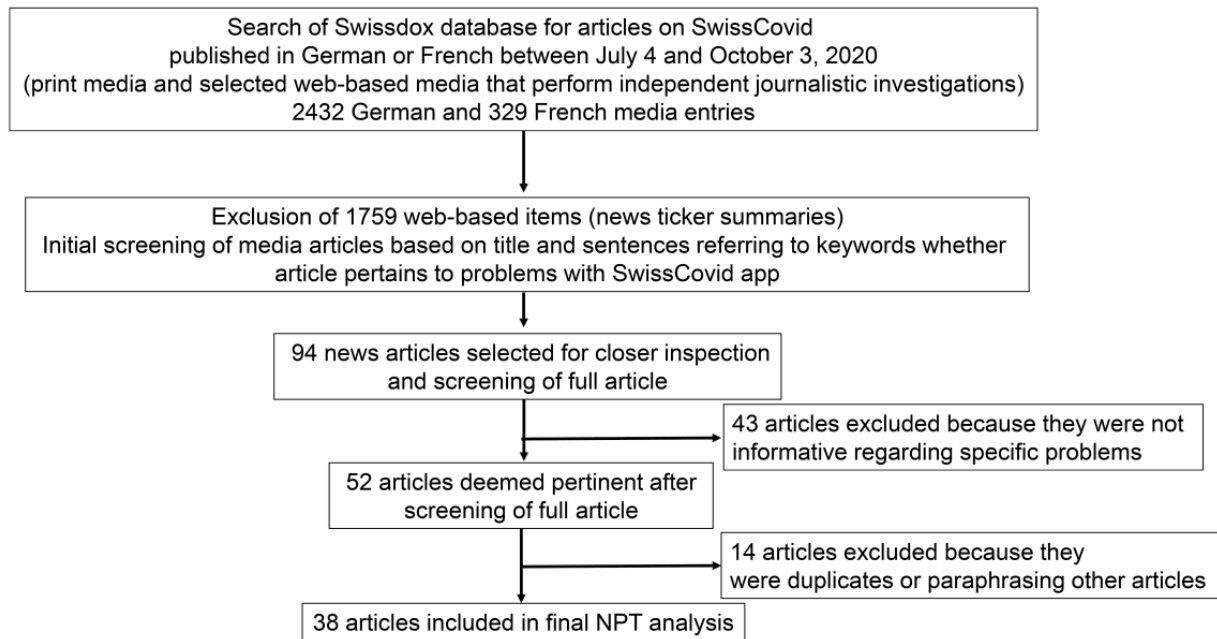 Search of Swissdox database for articles on SwissCovid
published in German or French between July 4 and October 3, 2020
(print media and selected web-based media that perform independent journalistic investigations)
2432 German and 329 French media entries
Exclusion of 1759 web-based items (news ticker summaries)
Initial screening of media articles based on title and sentences referring to keywords whether
article pertains to problems with SwissCovid app
94 news articles selected for closer inspection
and screening of full article
43 articles excluded because they were not
informative regarding specific problems
52 articles deemed pertinent after
screening of full article
14 articles excluded because they
were duplicates or paraphrasing other articles
38 articles included in final NPT analysis